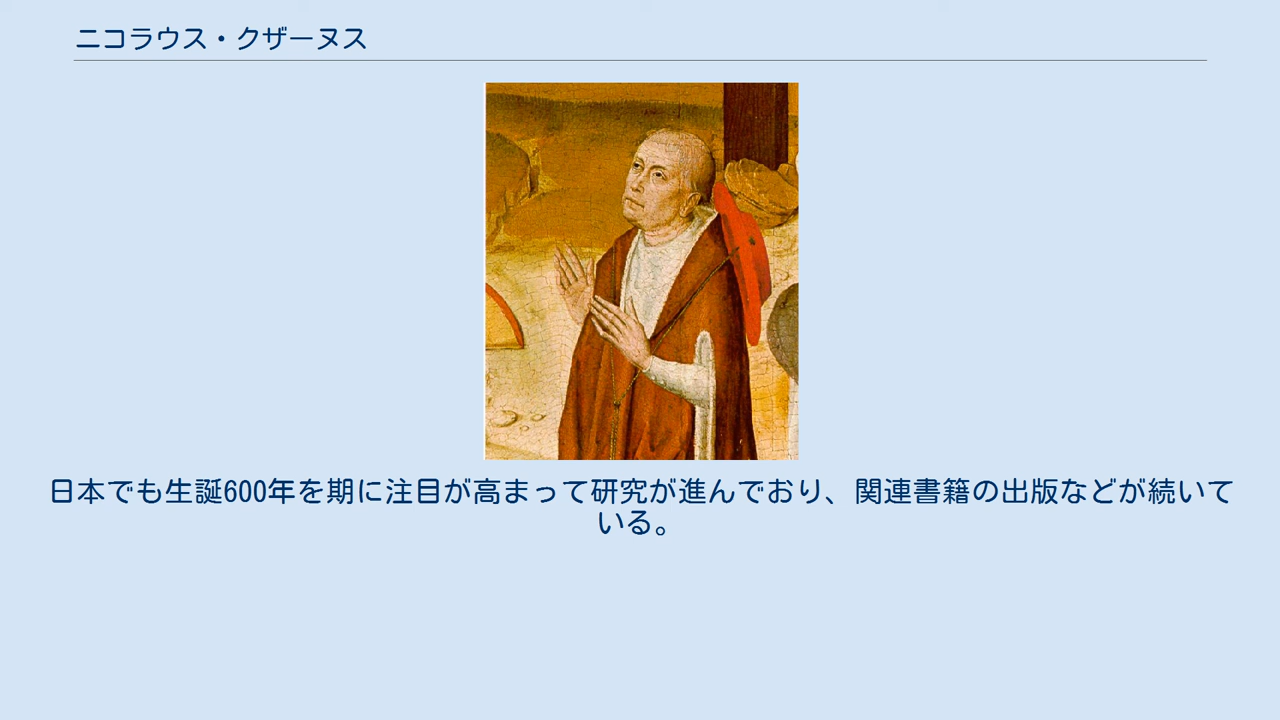 ニコラウス・クザーヌス
日本でも生誕600年を期に注目が高まって研究が進んでおり、関連書籍の出版などが続いて
いる。